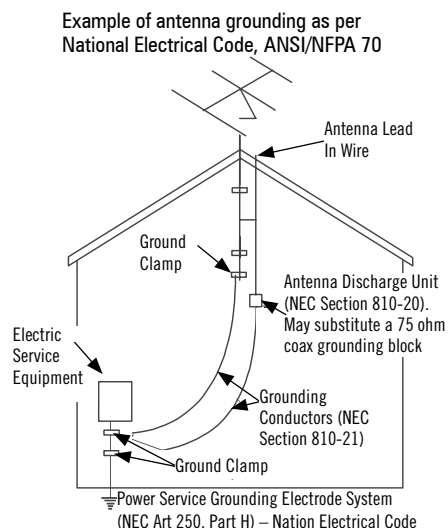 Example of antenna grounding as per
National Electrical Code, ANSI/NFPA 70
Antenna Lead
In Wire
Ground
Clamp
Antenna Discharge Unit
(NEC Section 810-20).
May substitute a 75 ohm
coax grounding block
Electric
Service
Equipment
Grounding
Conductors (NEC
Section 810-21)
Ground Clamp
Power Service Grounding Electrode System
(NEC Art 250, Part H) – Nation Electrical Code